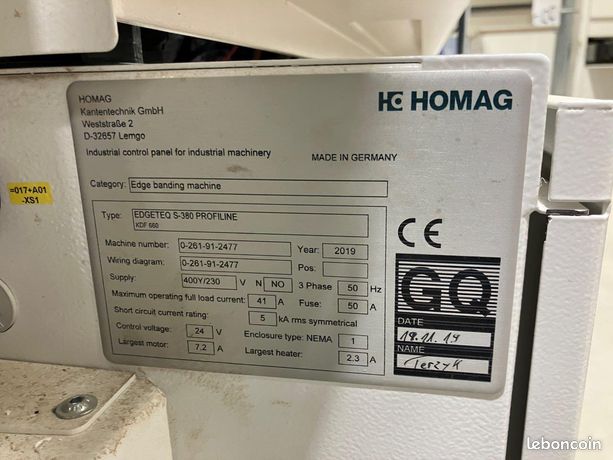 HOMAG
Kantentechnik GmbH
Weststraße 2
D-32657 Lemgo
HOMAG
Industrial control panel for industrial machinery
MADE IN GERMANY
Category: Edge banding machine
Type: EDGETEQ S-380 PROFILINE
KDF 660
Machine number: 0-261-91-2477 Year: 2019
Wiring diagram: 0-261-91-2477 Pos:
Supply: 400Y/230 V N NO 3 Phase 50 Hz
Maximum operating full load current: 41 A Fuse: 50 A
Short circuit current rating: 5 kA rms symmetrical
Control voltage: 24 V Enclosure type: NEMA 1
Largest motor: 7.2 A Largest heater: 2.3 A
CE
GQ
DATE
19.11.19
NAME
Terzyk
=017+A01
-XS1
leboncoin